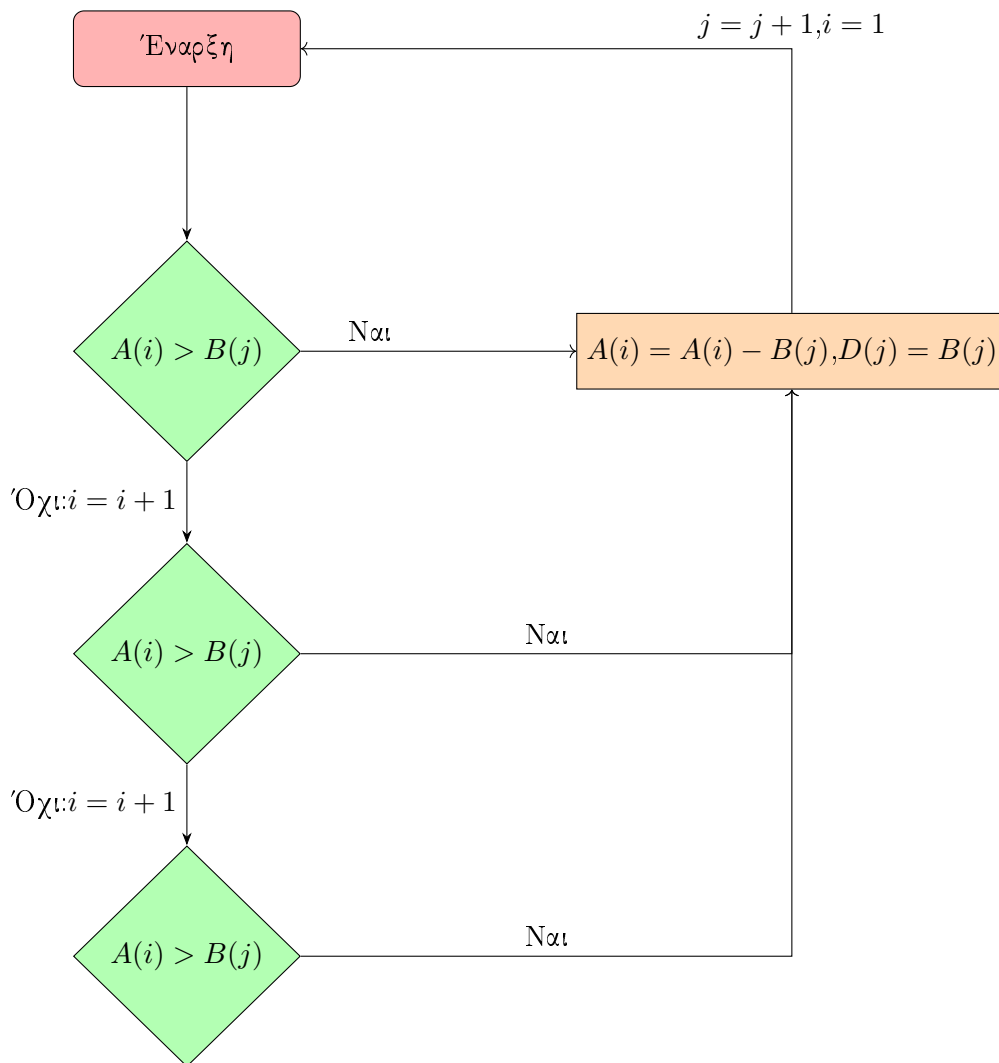 Έναρξη
j = j + 1,i = 1
A(i) > B(j)
Ναι
A(i) = A(i) − B(j),D(j) = B(j)
Όχι:i = i + 1
A(i) > B(j)
Ναι
Όχι:i = i + 1
A(i) > B(j)
Ναι